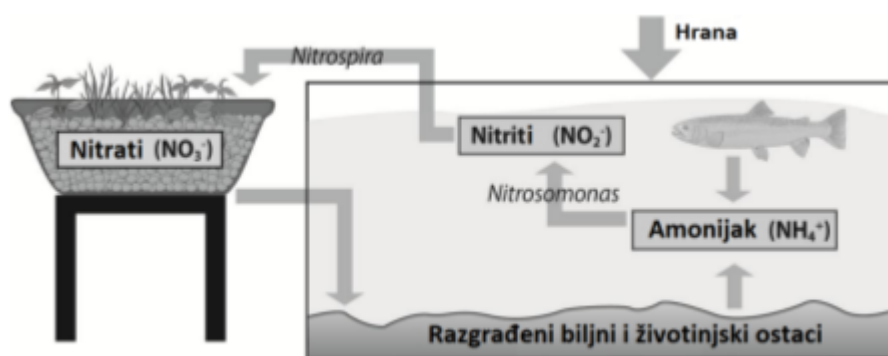 Hrana
Nitrospira
Nitrati (NO₃⁻)
Nitriti (NO₂⁻)
Nitrosomonas
Amonijak (NH₄⁺)
Razgrađeni biljni i životinjski ostaci